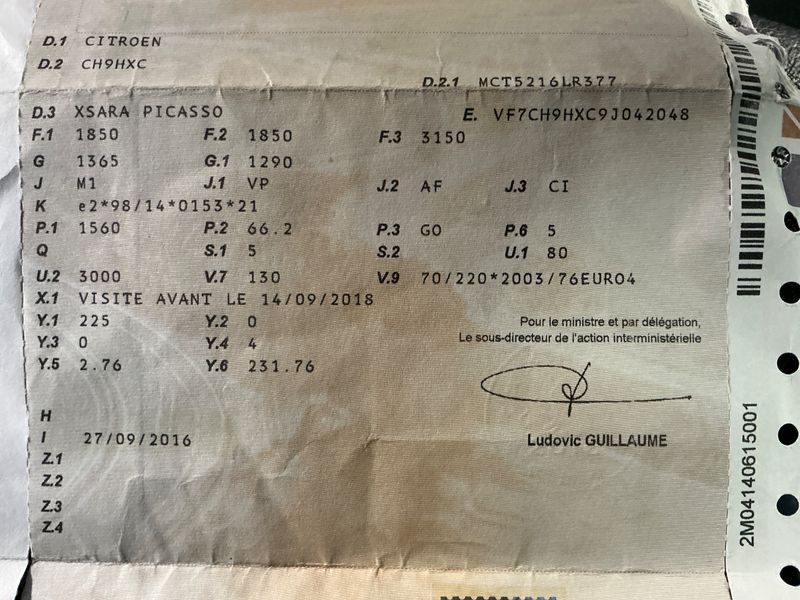 D.1 CITROEN
D.2 CH9HXC
D.2.1 MCT5216LR377
D.3 XSARA PICASSO E. VF7CH9HXC9J042048
F.1 1850 F.2 1850 F.3 3150
G 1365 G.1 1290
J M1 J.1 VP J.2 AF J.3 CI
K e2*98/14*0153*21
P.1 1560 P.2 66.2 P.3 GO P.6 5
Q S.1 5 S.2 U.1 80
U.2 3000 V.7 130 V.9 70/220*2003/76EURO4
X.1 VISITE AVANT LE 14/09/2018
Y.1 225 Y.2 0
Y.3 0 Y.4 4
Y.5 2.76 Y.6 231.76
Pour le ministre et par délégation,
Le sous-directeur de l'action interministérielle
Ludovic GUILLAUME
H
I 27/09/2016
Z.1
Z.2
Z.3
Z.4
2M04140615001